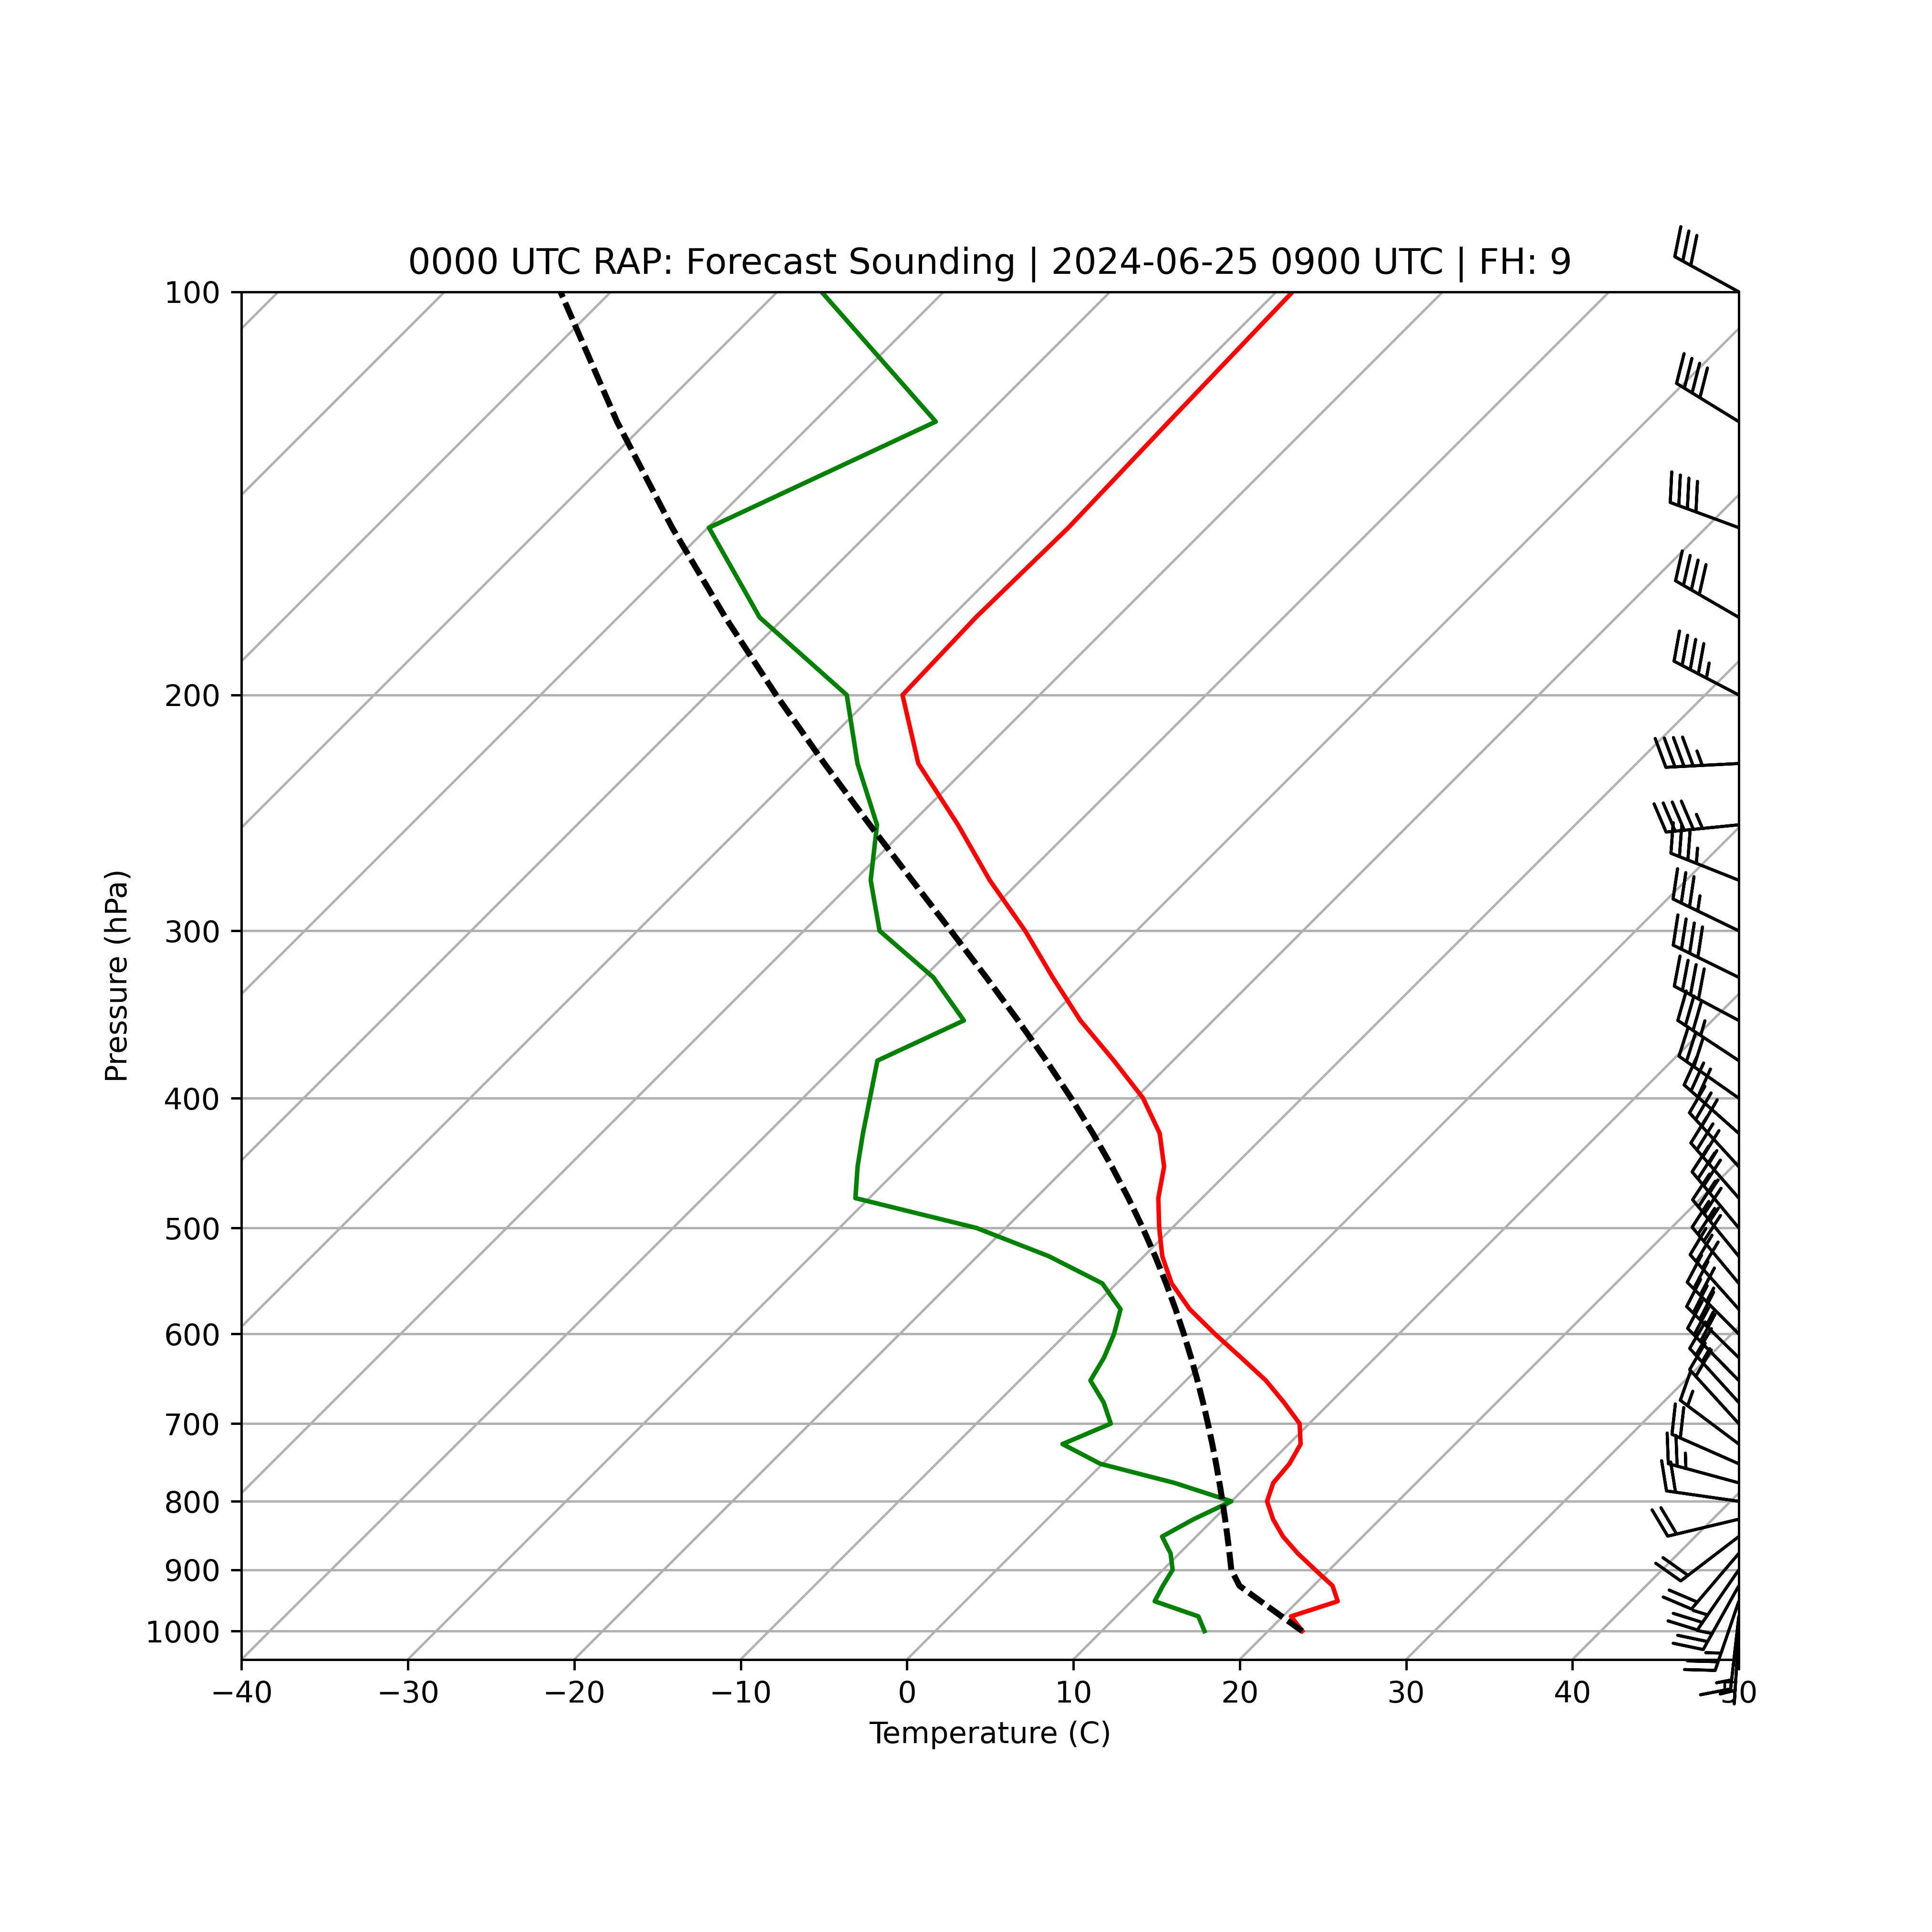 0000 UTC RAP: Forecast Sounding | 2024-06-25 0900 UTC | FH: 9
100
200
300
400
500
600
700
800
900
1000
Pressure (hPa)
−40 −30 −20 −10 0 10 20 30 40 50
Temperature (C)